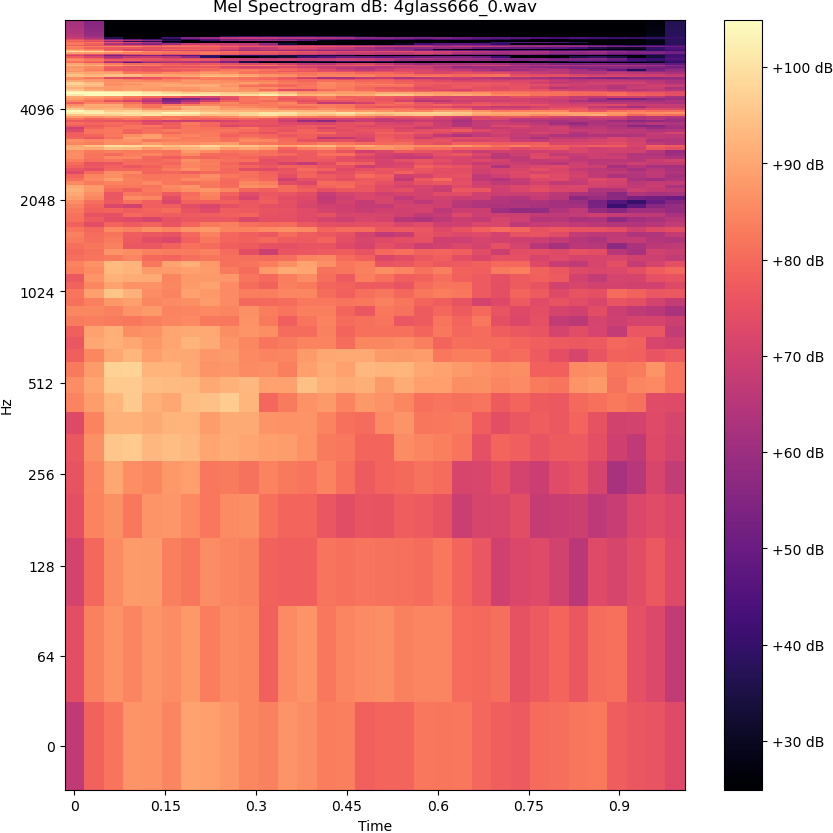 Mel Spectrogram dB: 4glass666_0.wav
+100 dB
4096
+90 dB
2048
+80 dB
1024
+70 dB
512
Hz
+60 dB
256
+50 dB
128
+40 dB
64
+30 dB
0
0 0.15 0.3 0.45 0.6 0.75 0.9
Time